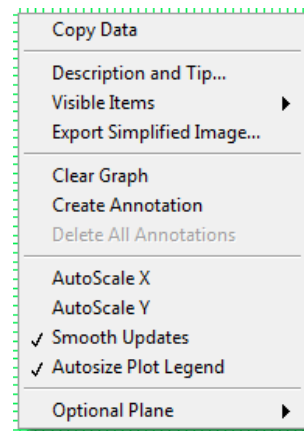 Copy Data
Description and Tip...
Visible Items
Export Simplified Image...
Clear Graph
Create Annotation
Delete All Annotations
AutoScale X
AutoScale Y
Smooth Updates
Autosize Plot Legend
Optional Plane